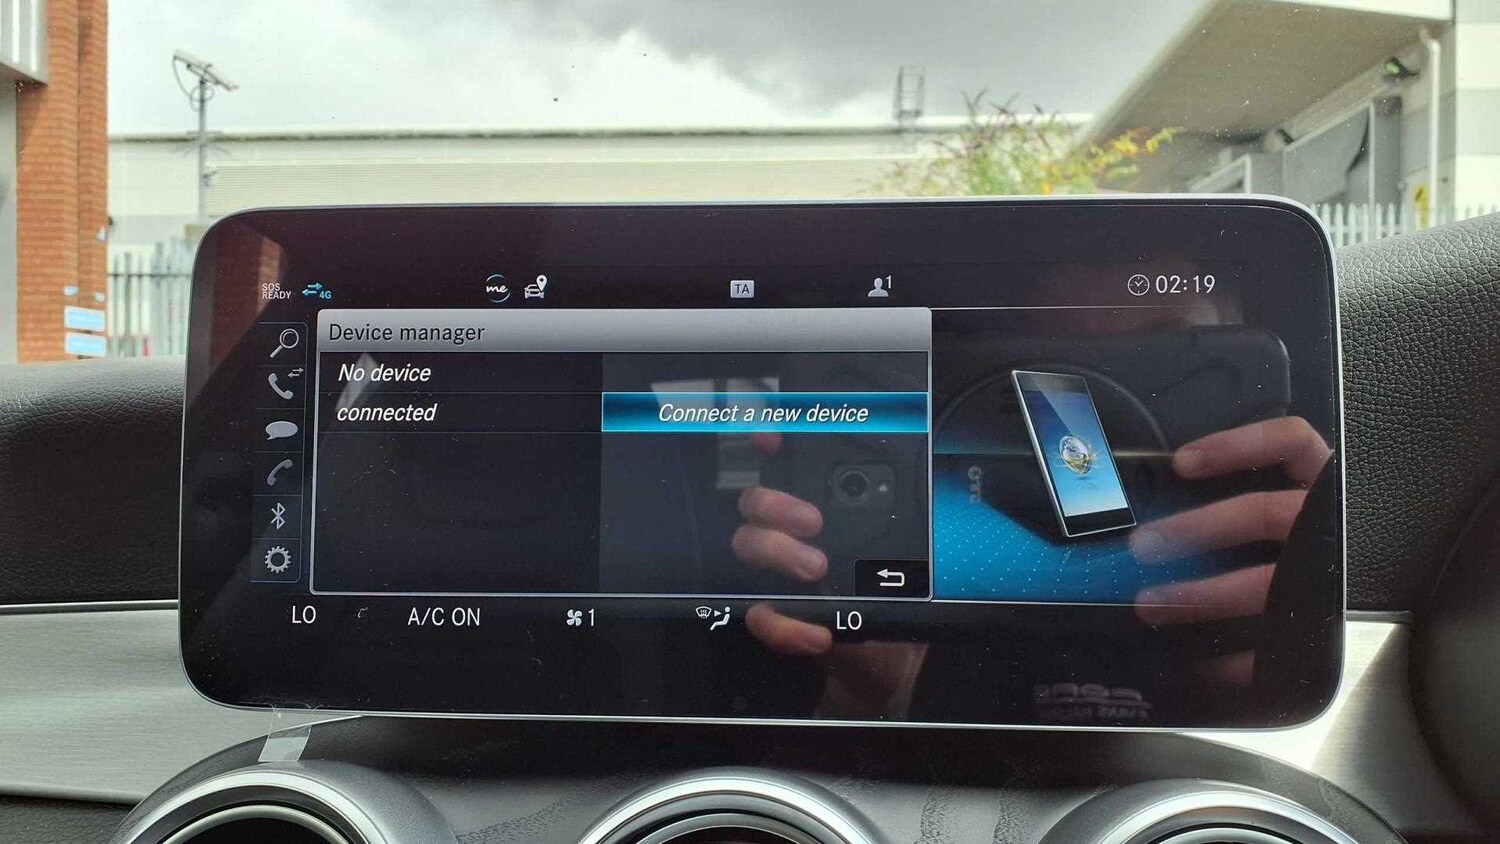 SOS
READY
4G
me
TA
1
02:19
Device manager
No device
connected
Connect a new device
LO
A/C ON
1
LO